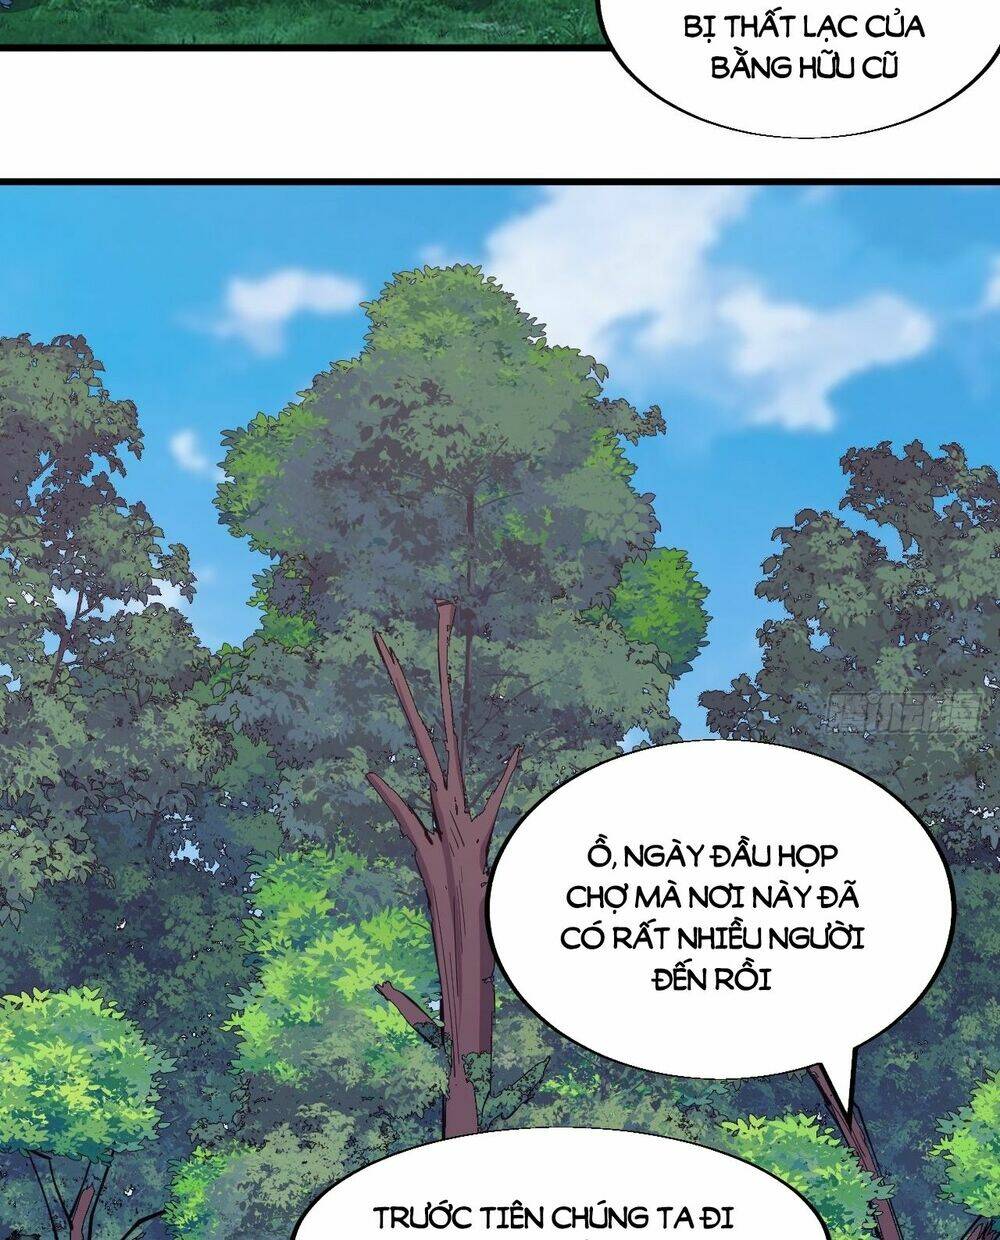 BỊ THẤT LẠC CỦA
BẰNG HỮU CŨ
Ồ, NGÀY ĐẦU HỌP
CHỢ MÀ NƠI NÀY ĐÃ
CÓ RẤT NHIỀU NGƯỜI
ĐẾN RỒI
TRƯỚC TIÊN CHÚNG TA ĐI